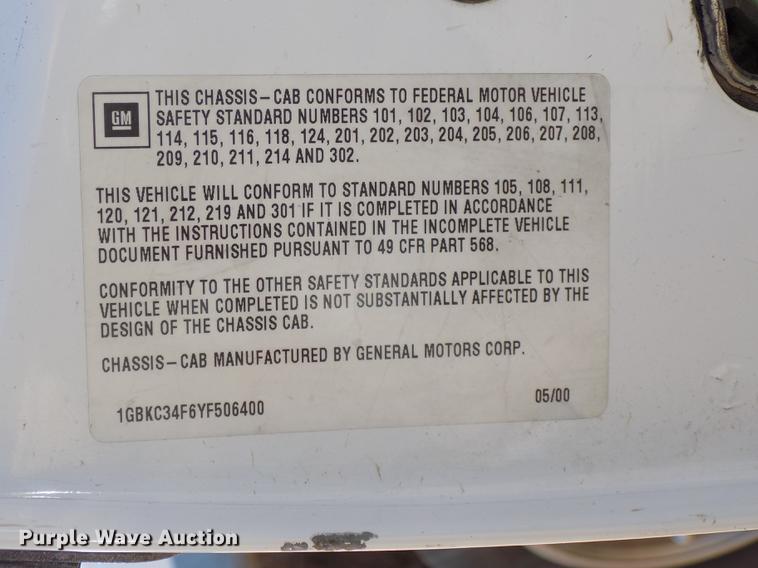 GM
THIS CHASSIS-CAB CONFORMS TO FEDERAL MOTOR VEHICLE
SAFETY STANDARD NUMBERS 101, 102, 103, 104, 106, 107, 113,
114, 115, 116, 118, 124, 201, 202, 203, 204, 205, 206, 207, 208,
209, 210, 211, 214 AND 302.
THIS VEHICLE WILL CONFORM TO STANDARD NUMBERS 105, 108, 111,
120, 121, 212, 219 AND 301 IF IT IS COMPLETED IN ACCORDANCE
WITH THE INSTRUCTIONS CONTAINED IN THE INCOMPLETE VEHICLE
DOCUMENT FURNISHED PURSUANT TO 49 CFR PART 568.
CONFORMITY TO THE OTHER SAFETY STANDARDS APPLICABLE TO THIS
VEHICLE WHEN COMPLETED IS NOT SUBSTANTIALLY AFFECTED BY THE
DESIGN OF THE CHASSIS CAB.
CHASSIS-CAB MANUFACTURED BY GENERAL MOTORS CORP.
1GBKC34F6YF506400 05/00
Purple Wave Auction